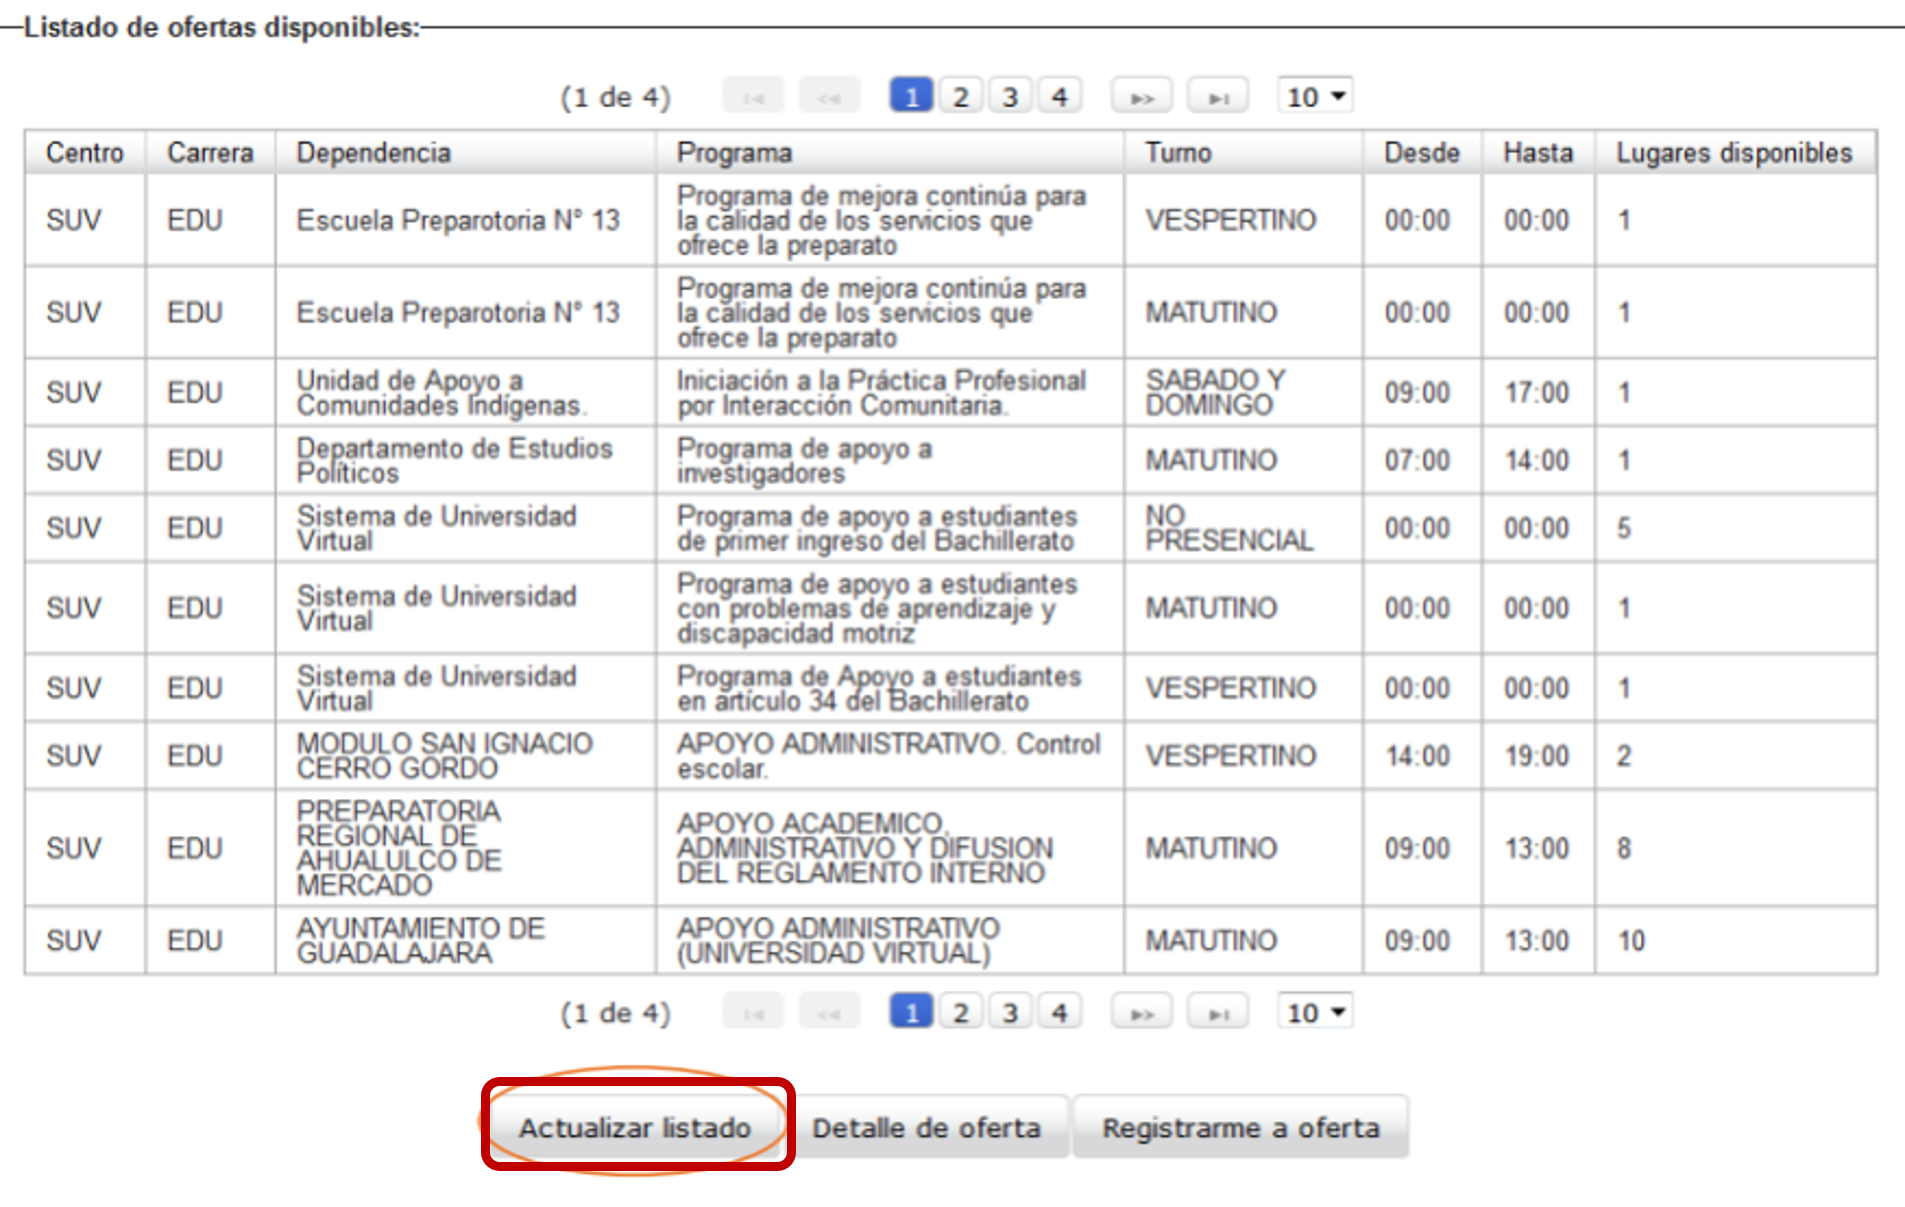 Listado de ofertas disponibles:
(1 de 4) 1 2 3 4 10
Centro Carrera Dependencia Programa Turno Desde Hasta Lugares disponibles
SUV EDU Escuela Preparotoria N° 13 Programa de mejora continúa para la calidad de los servicios que ofrece la preparato VESPERTINO 00:00 00:00 1
SUV EDU Escuela Preparotoria N° 13 Programa de mejora continúa para la calidad de los servicios que ofrece la preparato MATUTINO 00:00 00:00 1
SUV EDU Unidad de Apoyo a Comunidades Indígenas. Iniciación a la Práctica Profesional por Interacción Comunitaria. SABADO Y DOMINGO 09:00 17:00 1
SUV EDU Departamento de Estudios Políticos Programa de apoyo a investigadores MATUTINO 07:00 14:00 1
SUV EDU Sistema de Universidad Virtual Programa de apoyo a estudiantes de primer ingreso del Bachillerato NO PRESENCIAL 00:00 00:00 5
SUV EDU Sistema de Universidad Virtual Programa de apoyo a estudiantes con problemas de aprendizaje y discapacidad motriz MATUTINO 00:00 00:00 1
SUV EDU Sistema de Universidad Virtual Programa de Apoyo a estudiantes en artículo 34 del Bachillerato VESPERTINO 00:00 00:00 1
SUV EDU MODULO SAN IGNACIO CERRO GORDO APOYO ADMINISTRATIVO. Control escolar. VESPERTINO 14:00 19:00 2
SUV EDU PREPARATORIA REGIONAL DE AHUALULCO DE MERCADO APOYO ACADEMICO, ADMINISTRATIVO Y DIFUSION DEL REGLAMENTO INTERNO MATUTINO 09:00 13:00 8
SUV EDU AYUNTAMIENTO DE GUADALAJARA APOYO ADMINISTRATIVO (UNIVERSIDAD VIRTUAL) MATUTINO 09:00 13:00 10
(1 de 4) 1 2 3 4 10
Actualizar listado Detalle de oferta Registrarme a oferta